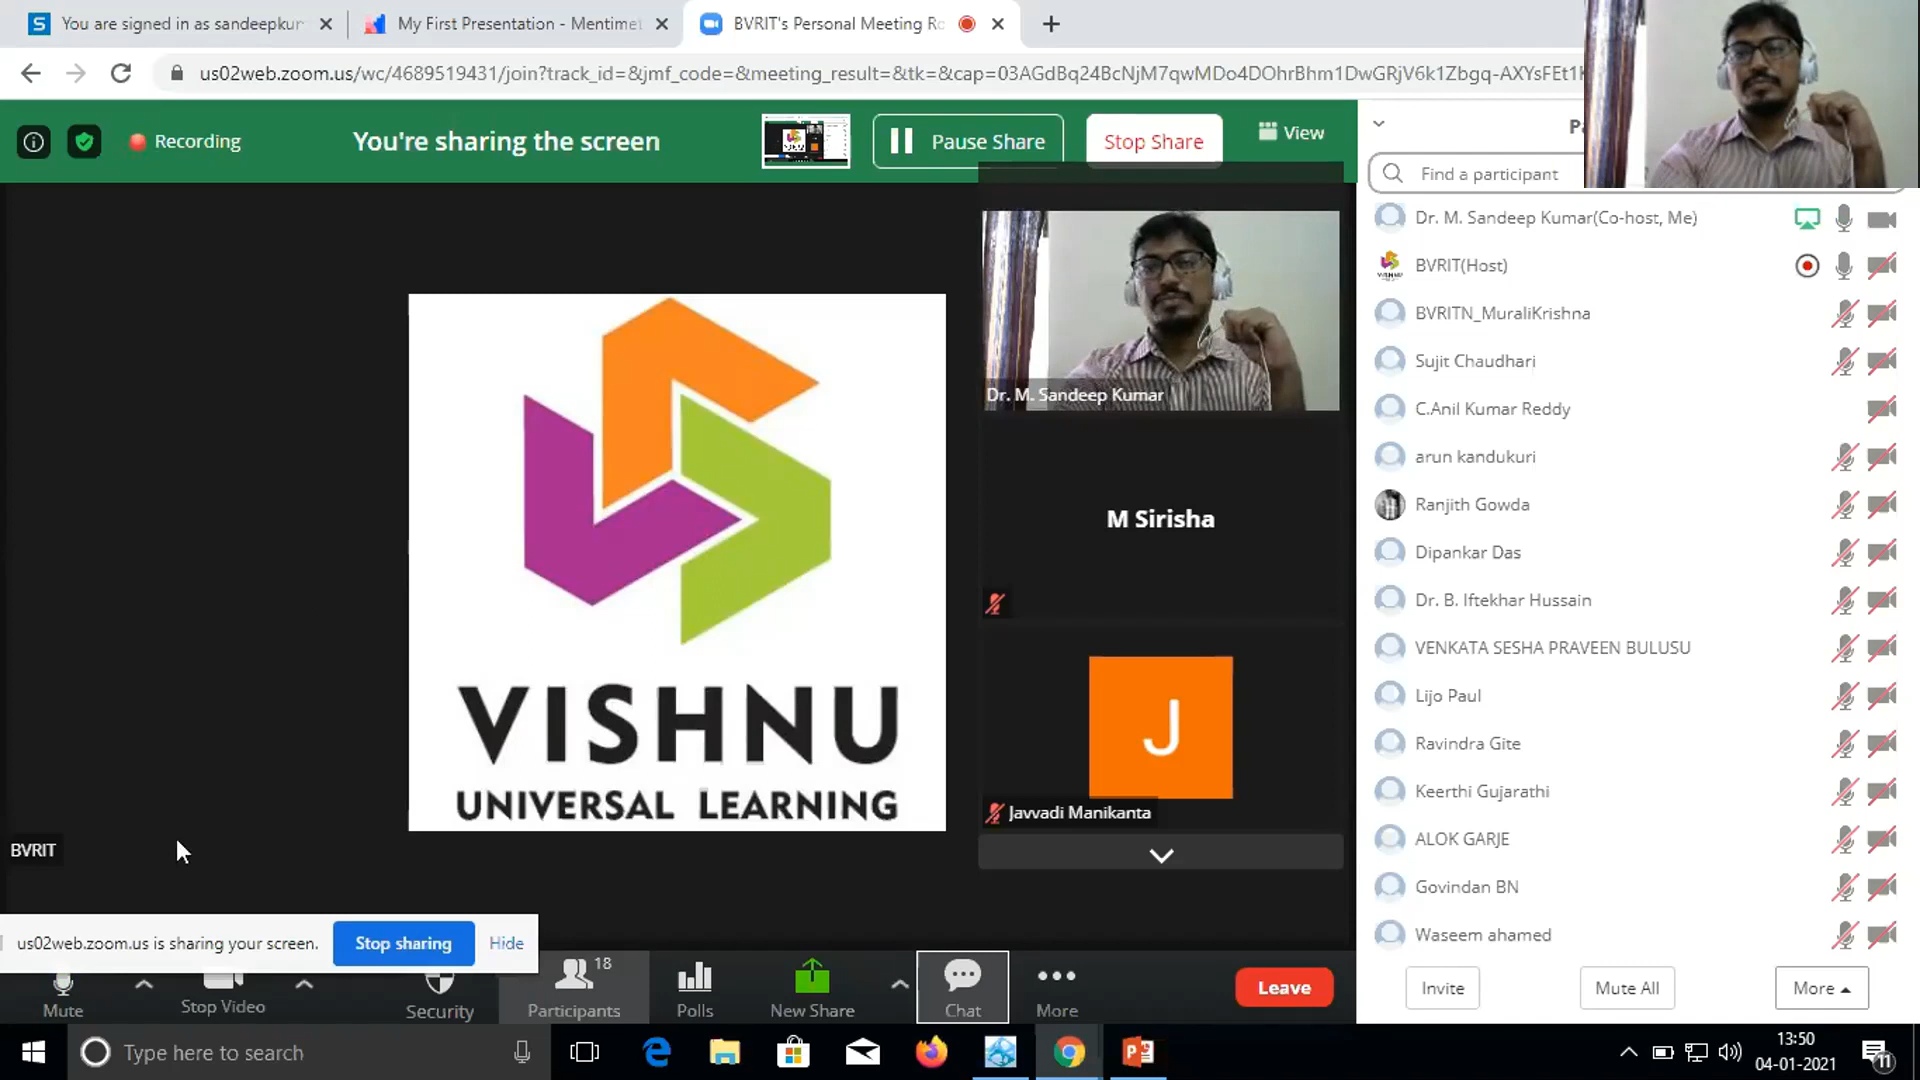 You are signed in as sandeepkur
My First Presentation - Mentimet
BVRIT's Personal Meeting Ro
us02web.zoom.us/wc/4689519431/join?track_id=&jmf_code=&meeting_result=&tk=&cap=03AGdBq24BcNjM7qwMDo4DOhrBhm1DwGRjV6k1Zbgq-AXYsFEt1
Recording
You're sharing the screen
Pause Share
Stop Share
View
Find a participant
Dr. M. Sandeep Kumar(Co-host, Me)
BVRIT(Host)
BVRITN_MuraliKrishna
Sujit Chaudhari
C.Anil Kumar Reddy
arun kandukuri
Ranjith Gowda
Dipankar Das
Dr. B. Iftekhar Hussain
VENKATA SESHA PRAVEEN BULUSU
Lijo Paul
Ravindra Gite
Keerthi Gujarathi
ALOK GARJE
Govindan BN
Waseem ahamed
Invite
Mute All
More
Dr. M. Sandeep Kumar
M Sirisha
J
Javvadi Manikanta
VISHNU
UNIVERSAL LEARNING
BVRIT
us02web.zoom.us is sharing your screen.
Stop sharing
Hide
Mute
Stop Video
Security
18
Participants
Polls
New Share
Chat
More
Leave
Type here to search
13:50
04-01-2021
11